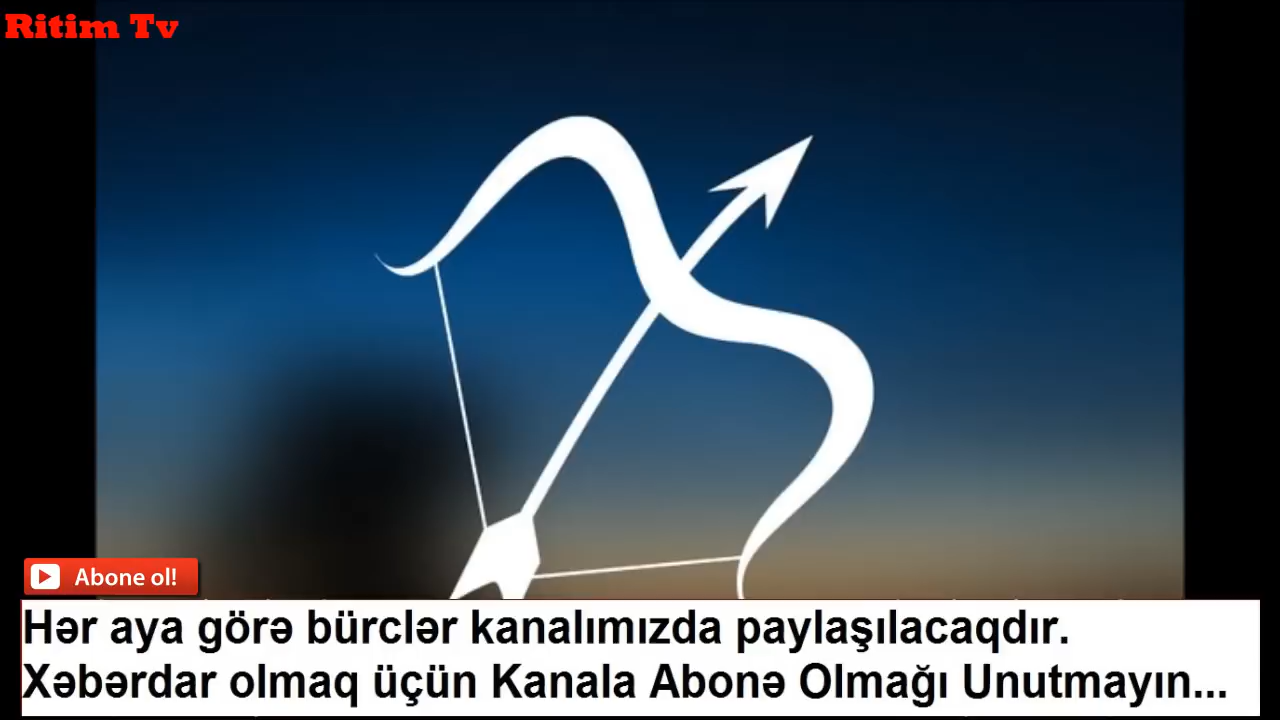 Ritim Tv
Abone ol!
Hər aya görə bürclər kanalımızda paylaşılacaqdır.
Xəbərdar olmaq üçün Kanala Abonə Olmağı Unutmayın...